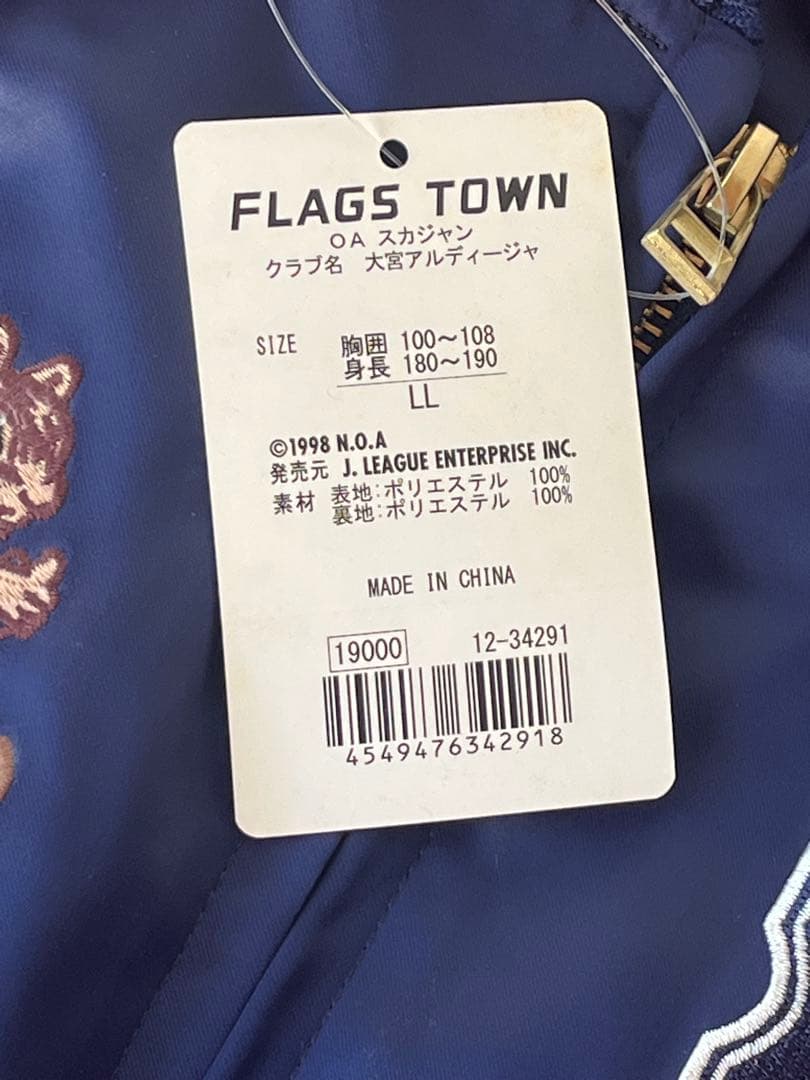 FLAGS TOWN
OA スカジャン
クラブ名 大宮アルディージャ
SIZE 胸囲 100～108
身長 180～190
LL
©1998 N.O.A
発売元 J. LEAGUE ENTERPRISE INC.
素材 表地:ポリエステル 100%
裏地:ポリエステル 100%
MADE IN CHINA
19000 12-34291
4549476342918